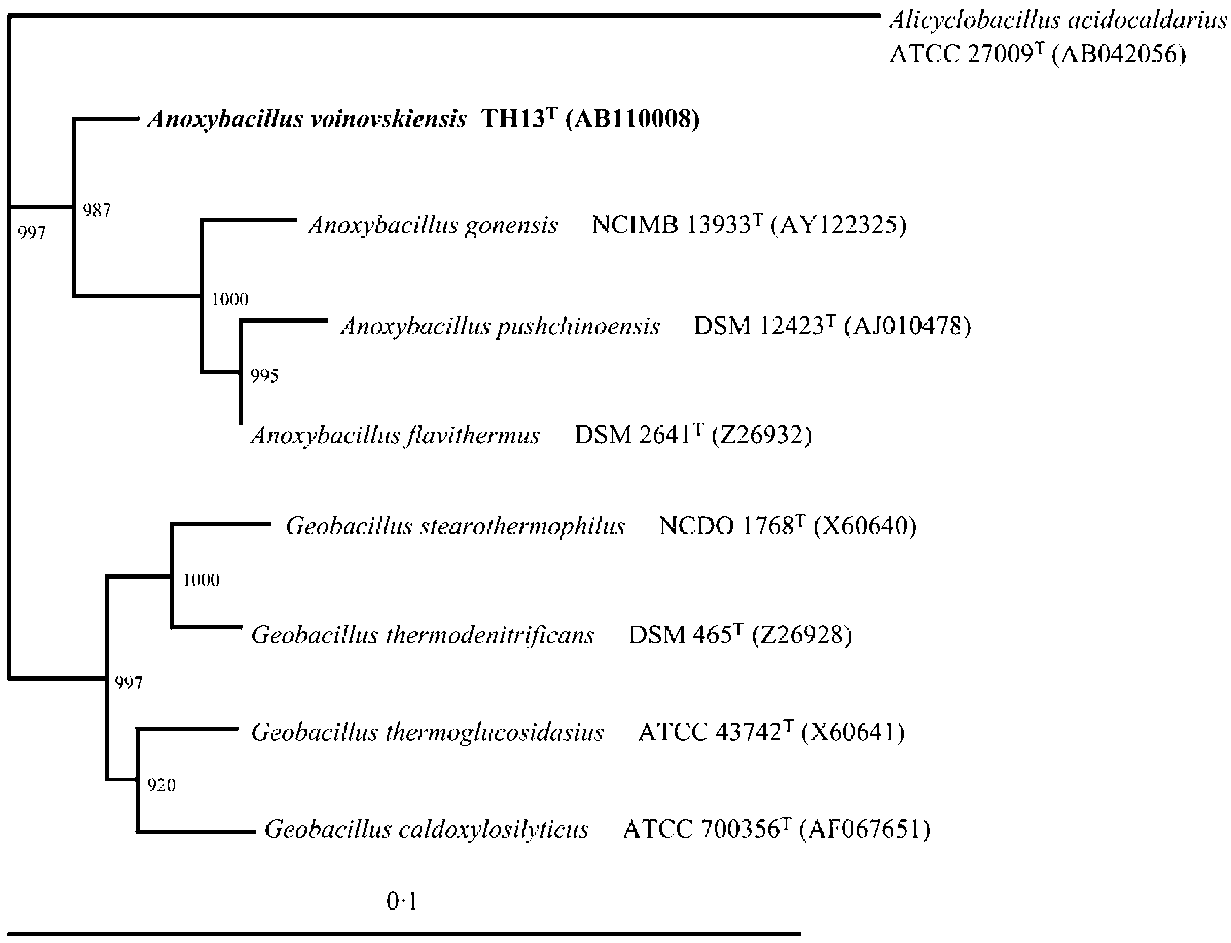 Alicyclobacillus acidocaldarius
ATCC 27009ᵀ (AB042056)
Anoxybacillus voinovskiensis TH13ᵀ (AB110008)
987
997
Anoxybacillus gonensis NCIMB 13933ᵀ (AY122325)
1000
Anoxybacillus pushchinoensis DSM 12423ᵀ (AJ010478)
995
Anoxybacillus flavithermus DSM 2641ᵀ (Z26932)
Geobacillus stearothermophilus NCDO 1768ᵀ (X60640)
1000
Geobacillus thermodenitrificans DSM 465ᵀ (Z26928)
997
Geobacillus thermoglucosidasius ATCC 43742ᵀ (X60641)
920
Geobacillus caldoxylosilyticus ATCC 700356ᵀ (AF067651)
0·1